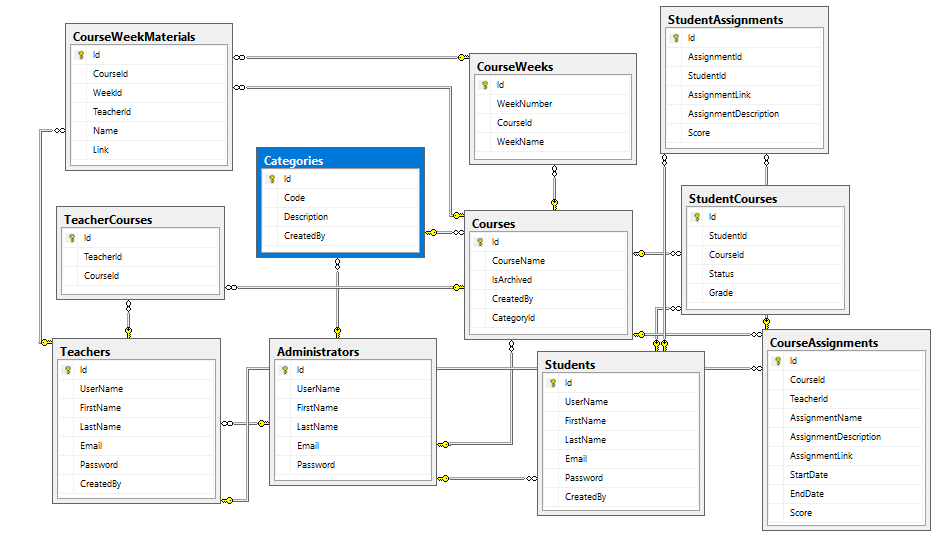 CourseWeekMaterials
Id
CourseId
WeekId
TeacherId
Name
Link
CourseWeeks
Id
WeekNumber
CourseId
WeekName
StudentAssignments
Id
AssignmentId
StudentId
AssignmentLink
AssignmentDescription
Score
Categories
Id
Code
Description
CreatedBy
TeacherCourses
Id
TeacherId
CourseId
Courses
Id
CourseName
IsArchived
CreatedBy
CategoryId
StudentCourses
Id
StudentId
CourseId
Status
Grade
Teachers
Id
UserName
FirstName
LastName
Email
Password
CreatedBy
Administrators
Id
UserName
FirstName
LastName
Email
Password
Students
Id
UserName
FirstName
LastName
Email
Password
CreatedBy
CourseAssignments
Id
CourseId
TeacherId
AssignmentName
AssignmentDescription
AssignmentLink
StartDate
EndDate
Score